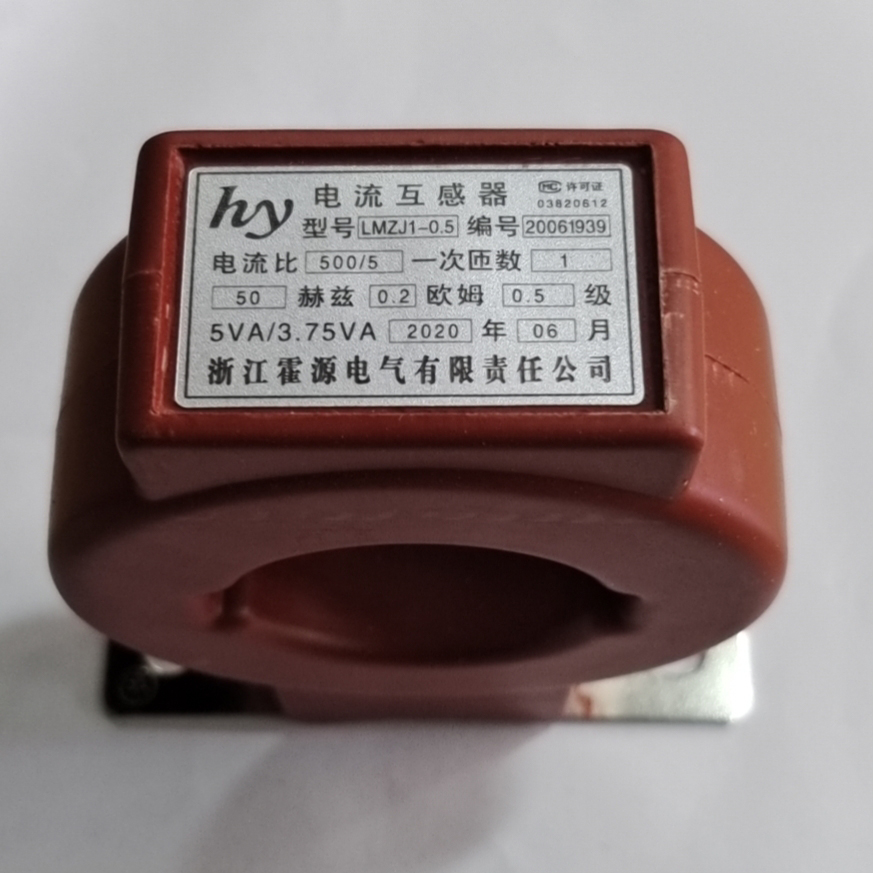 hy 电流互感器 MC 许可证
03820612
型号 LMZJ1-0.5 编号 20061939
电流比 500/5 一次匝数 1
50 赫兹 0.2 欧姆 0.5 级
5VA/3.75VA 2020 年 06 月
浙江霍源电气有限责任公司